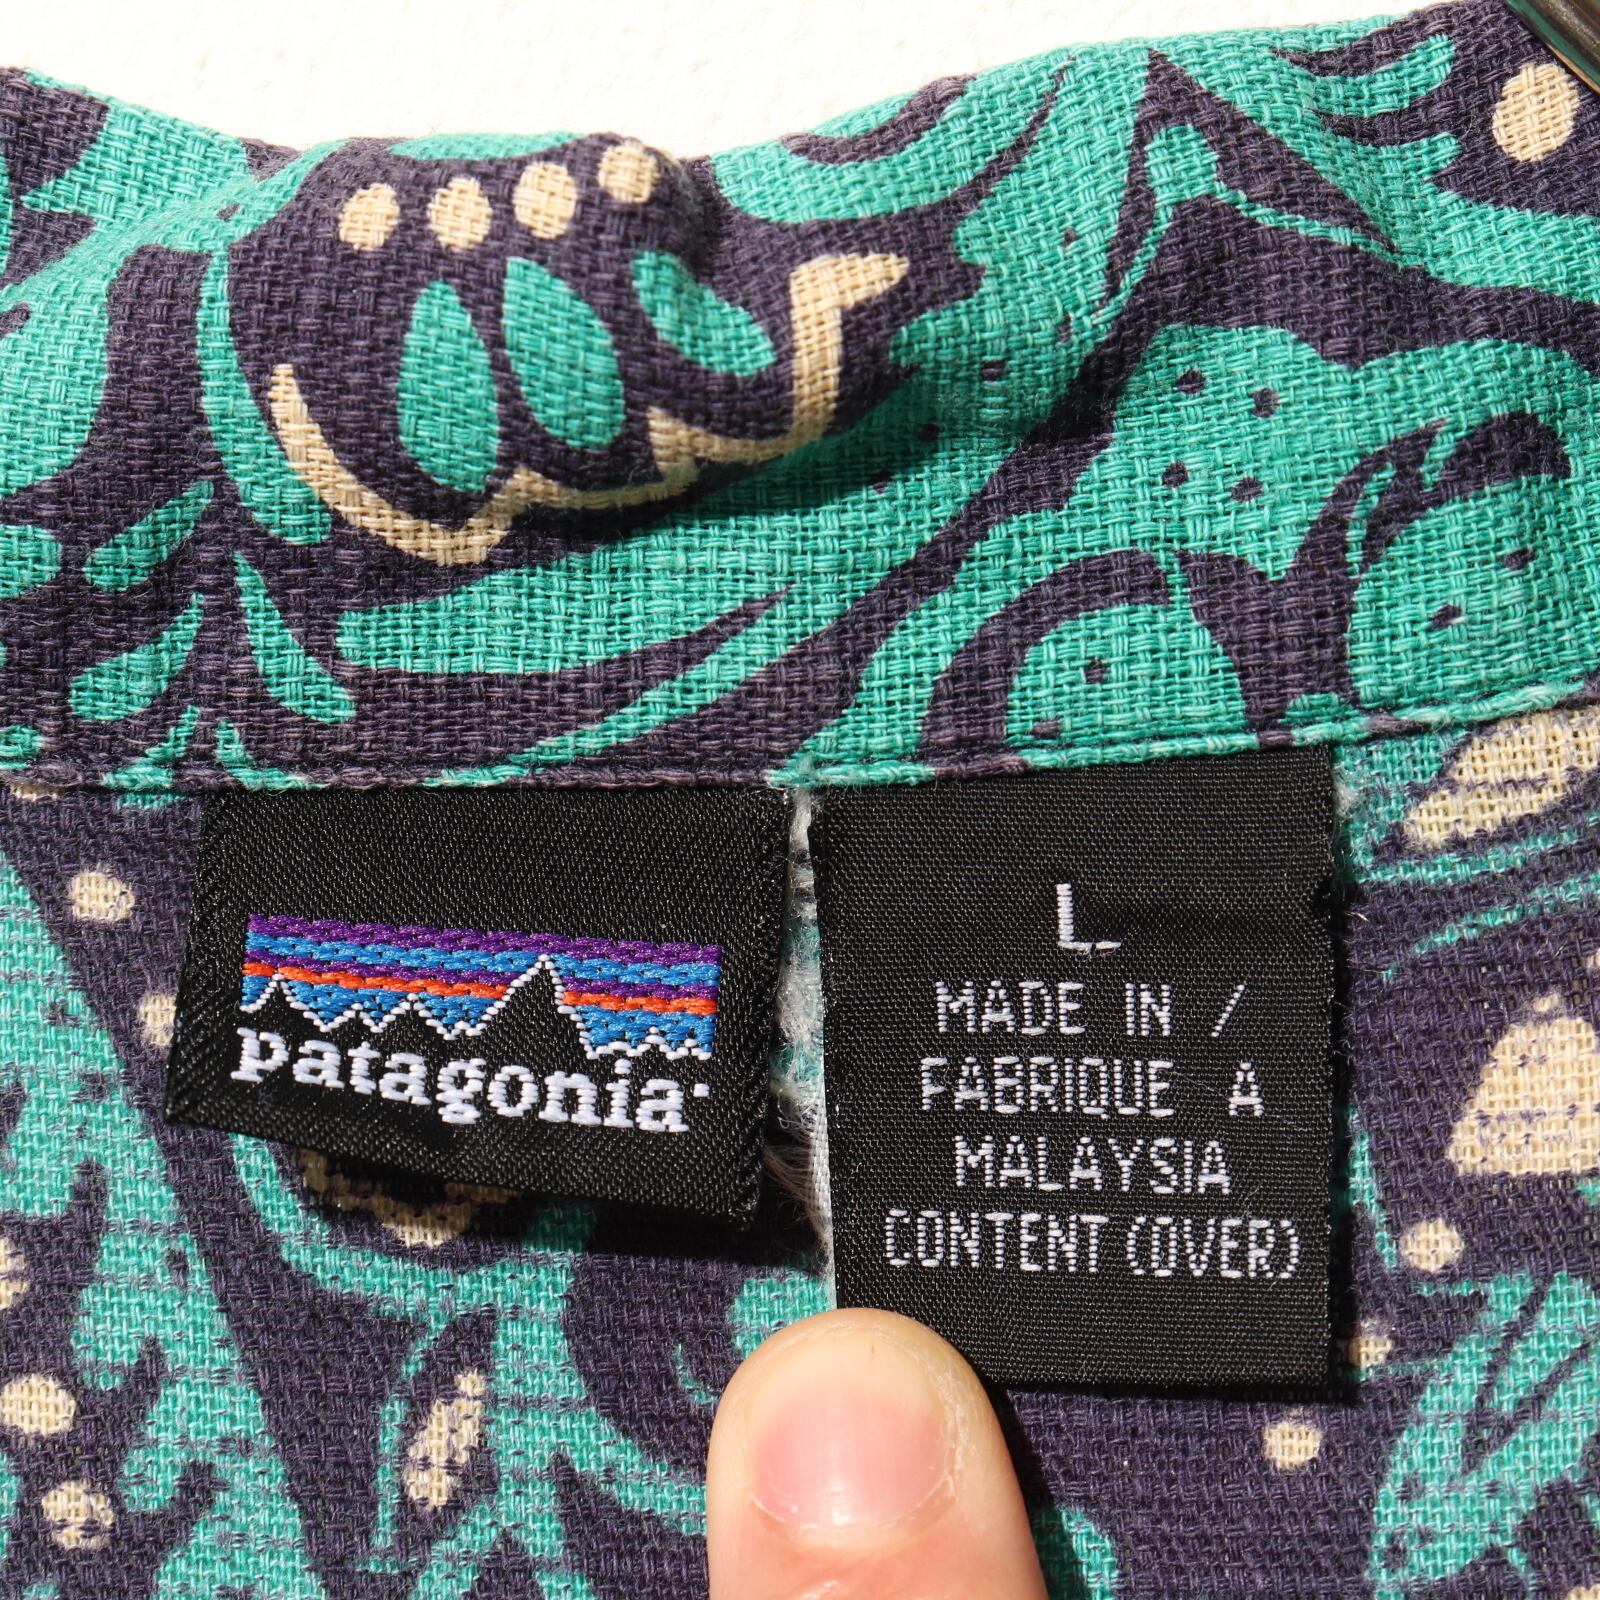 patagonia
L
MADE IN /
FABRIQUE A
MALAYSIA
CONTENT (OVER)